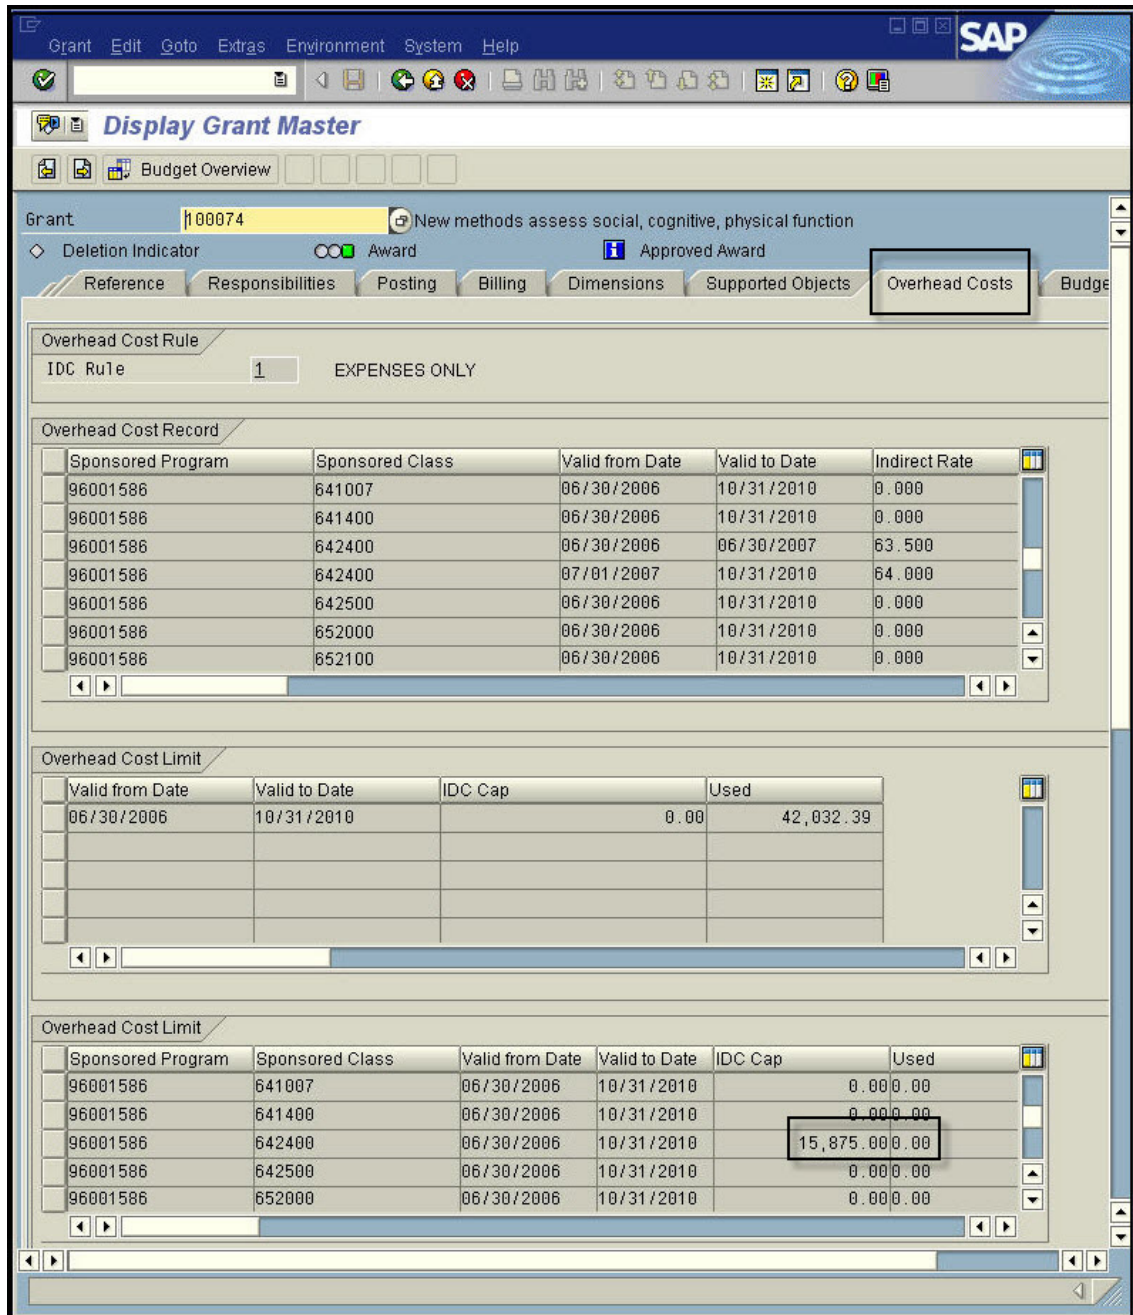 Grant Edit Goto Extras Environment System Help
SAP
Display Grant Master
Budget Overview
Grant 100074 New methods assess social, cognitive, physical function
Deletion Indicator Award Approved Award
Reference Responsibilities Posting Billing Dimensions Supported Objects Overhead Costs Budge
Overhead Cost Rule
IDC Rule 1 EXPENSES ONLY
Overhead Cost Record
Sponsored Program Sponsored Class Valid from Date Valid to Date Indirect Rate
96001586 641007 06/30/2006 10/31/2010 0.000
96001586 641400 06/30/2006 10/31/2010 0.000
96001586 642400 06/30/2006 06/30/2007 63.500
96001586 642400 07/01/2007 10/31/2010 64.000
96001586 642500 06/30/2006 10/31/2010 0.000
96001586 652000 06/30/2006 10/31/2010 0.000
96001586 652100 06/30/2006 10/31/2010 0.000
Overhead Cost Limit
Valid from Date Valid to Date IDC Cap Used
06/30/2006 10/31/2010 0.00 42,032.39
Overhead Cost Limit
Sponsored Program Sponsored Class Valid from Date Valid to Date IDC Cap Used
96001586 641007 06/30/2006 10/31/2010 0.00 0.00
96001586 641400 06/30/2006 10/31/2010 0.00 0.00
96001586 642400 06/30/2006 10/31/2010 15,875.00 0.00
96001586 642500 06/30/2006 10/31/2010 0.00 0.00
96001586 652000 06/30/2006 10/31/2010 0.00 0.00